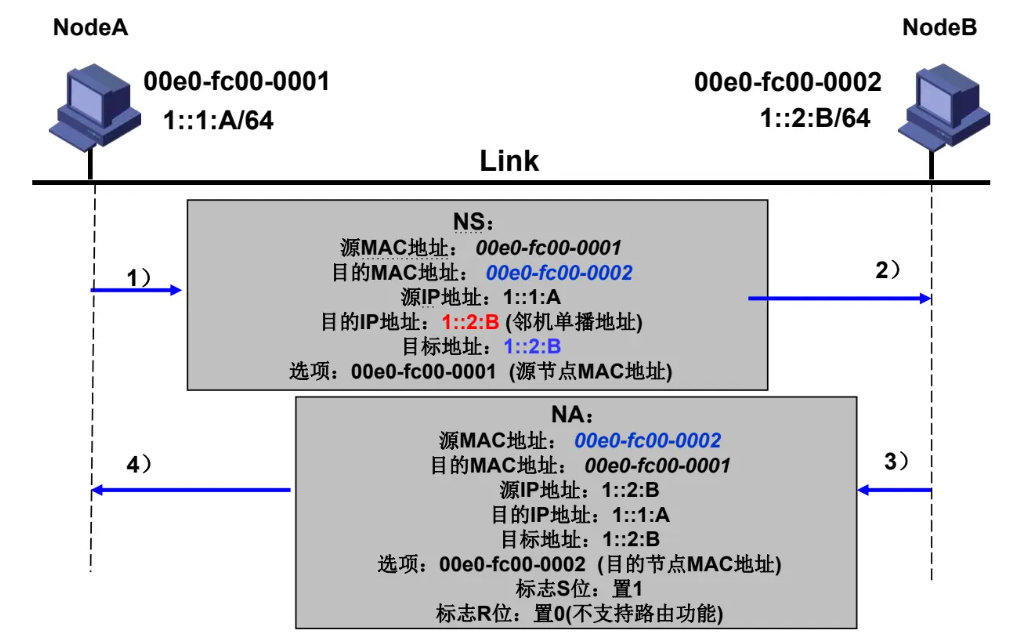 NodeA
NodeB
00e0-fc00-0001
00e0-fc00-0002
1::1:A/64
1::2:B/64
Link
NS:
源MAC地址： 00e0-fc00-0001
目的MAC地址： 00e0-fc00-0002
源IP地址：1::1:A
目的IP地址：1::2:B (邻机单播地址)
目标地址：1::2:B
选项：00e0-fc00-0001 (源节点MAC地址)
1）
2）
NA:
源MAC地址： 00e0-fc00-0002
目的MAC地址： 00e0-fc00-0001
源IP地址：1::2:B
目的IP地址：1::1:A
目标地址：1::2:B
选项：00e0-fc00-0002 (目的节点MAC地址)
标志S位：置1
标志R位：置0(不支持路由功能)
3）
4）